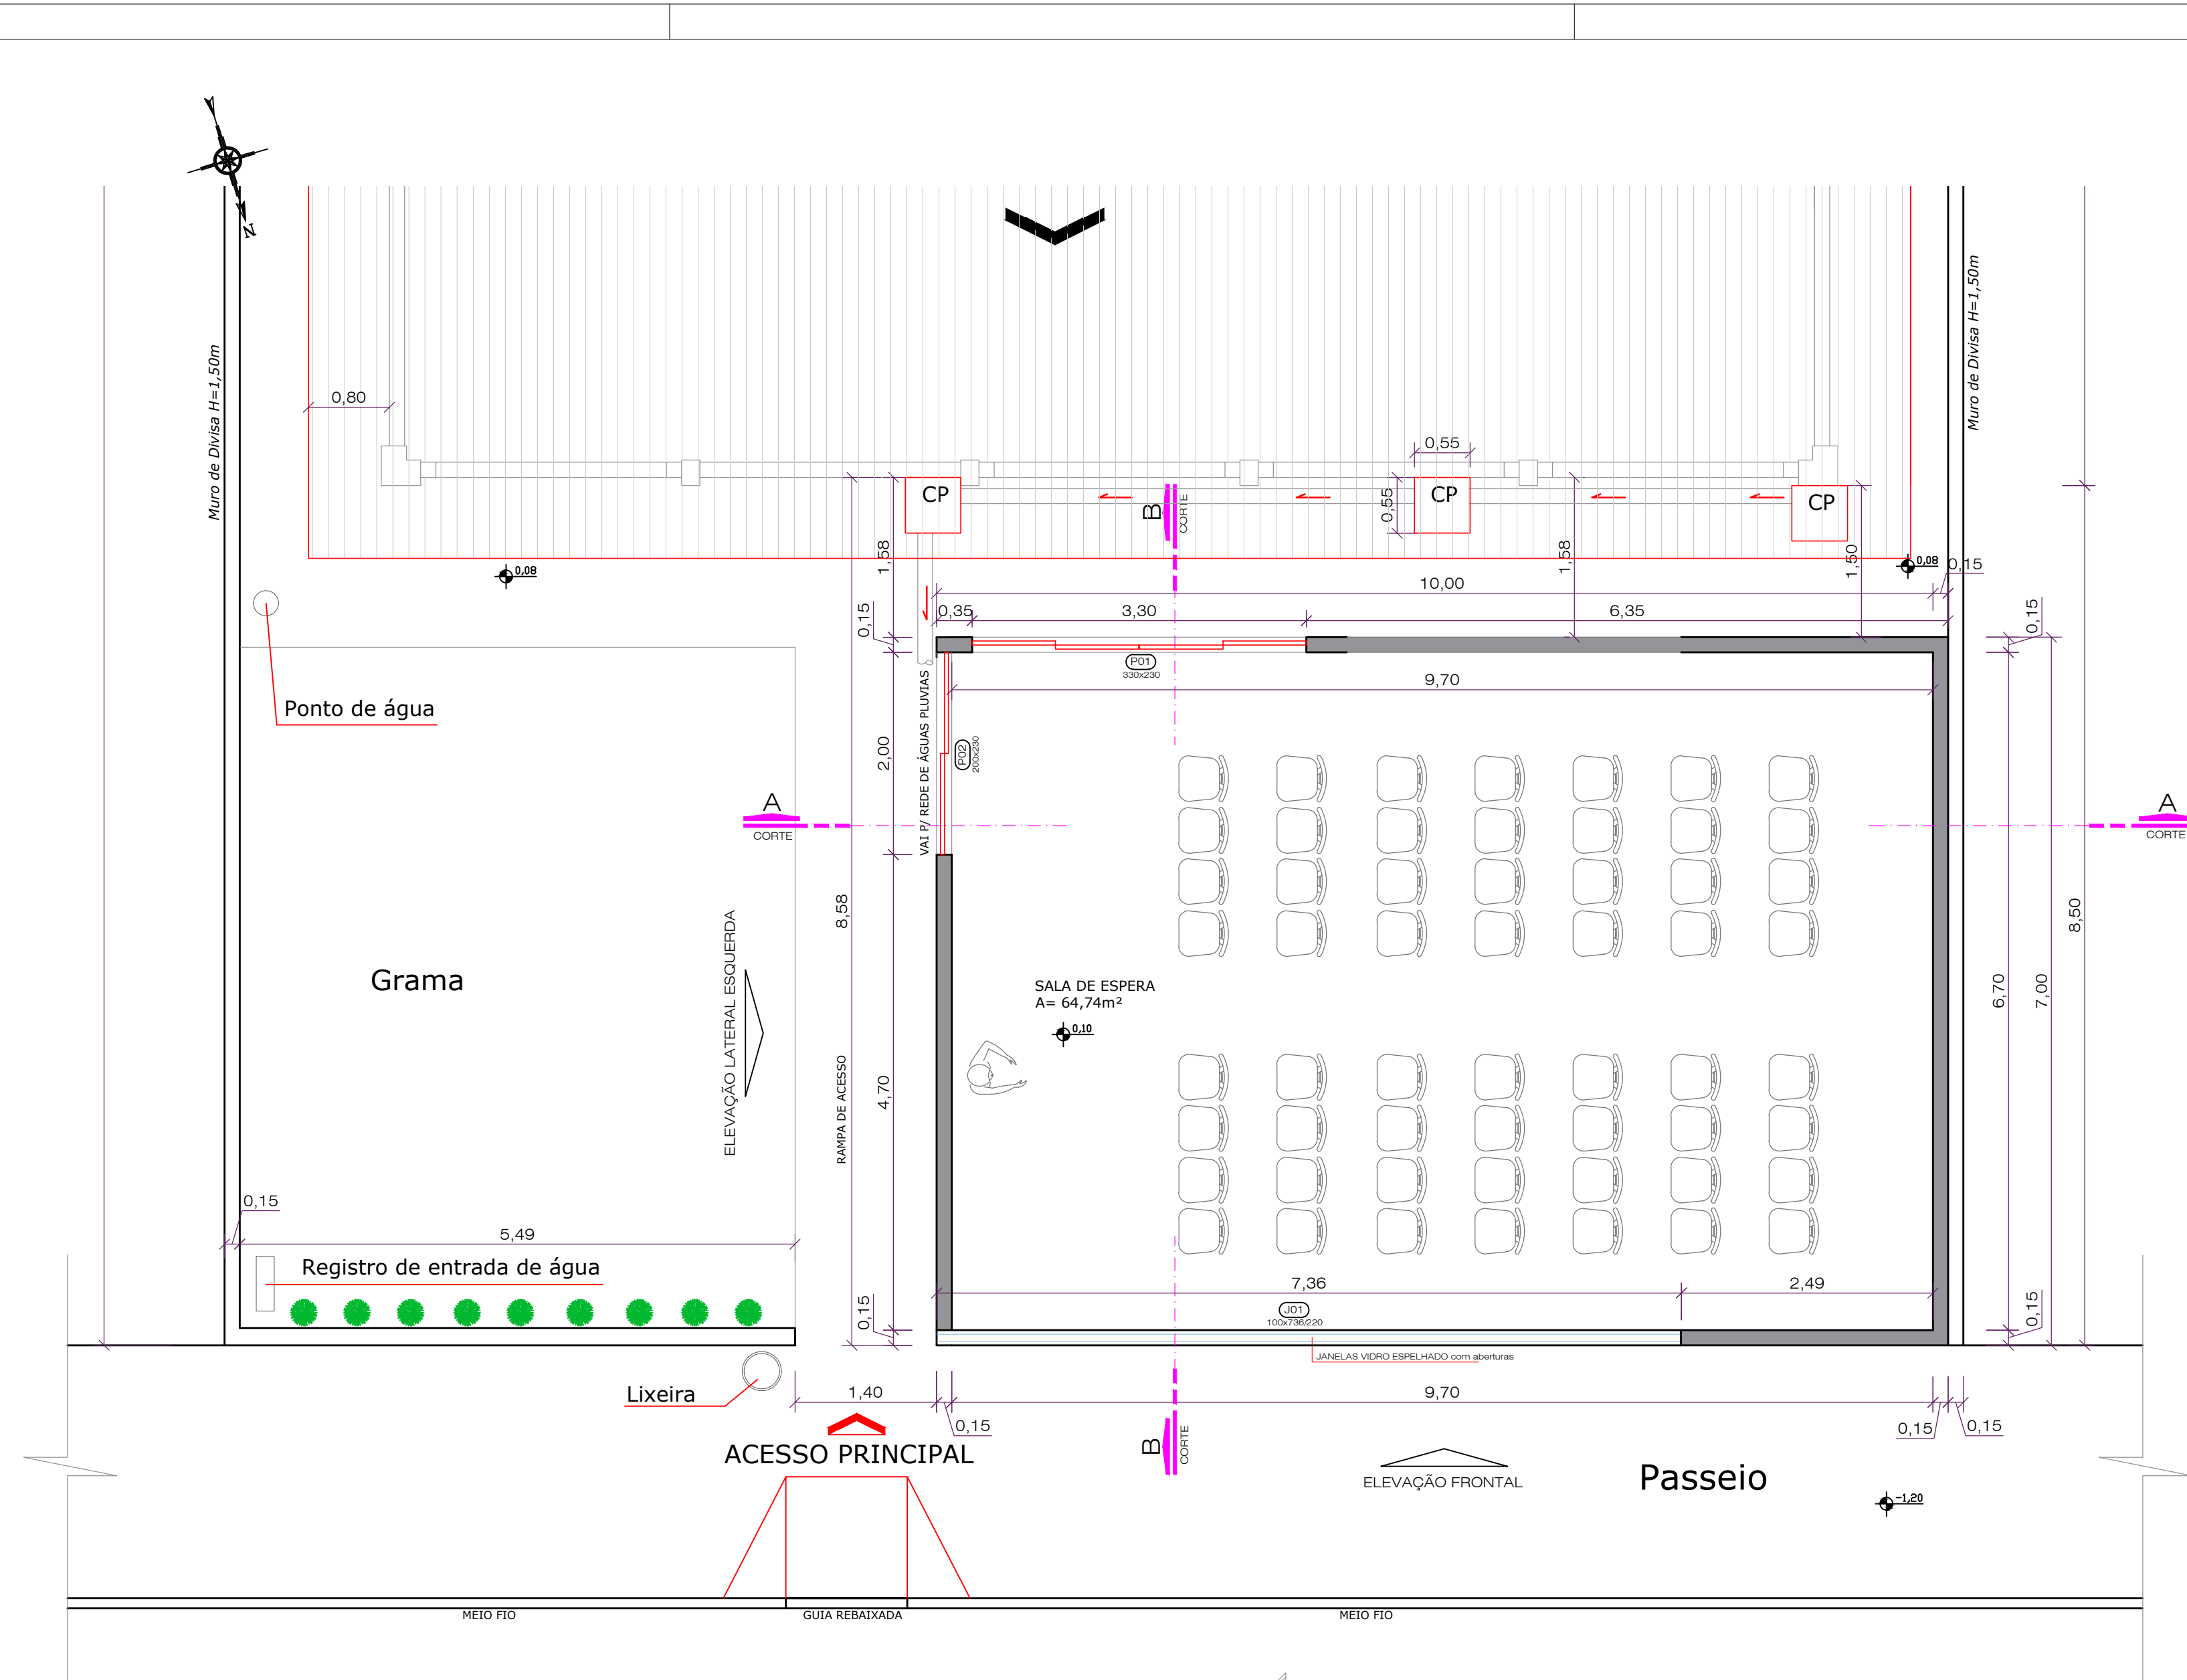 N
Muro de Divisa H=1,50m
Muro de Divisa H=1,50m
0,80
0,55
CP
CP
CP
0,55
B
CORTE
1,58
1,58
1,50
0,08
0,08
0,15
10,00
0,15
0,35
3,30
6,35
0,15
P01
330x230
9,70
Ponto de água
2,00
VAI P/ REDE DE ÁGUAS PLUVIAS
P02
200x230
A
CORTE
A
CORTE
8,58
8,50
ELEVAÇÃO LATERAL ESQUERDA
Grama
SALA DE ESPERA
A= 64,74m²
0,10
6,70
7,00
RAMPA DE ACESSO
4,70
0,15
5,49
Registro de entrada de água
0,15
7,36
2,49
J01
100x736/220
0,15
JANELAS VIDRO ESPELHADO com aberturas
Lixeira
1,40
0,15
9,70
0,15
0,15
ACESSO PRINCIPAL
B
CORTE
ELEVAÇÃO FRONTAL
Passeio
-1,20
MEIO FIO
GUIA REBAIXADA
MEIO FIO